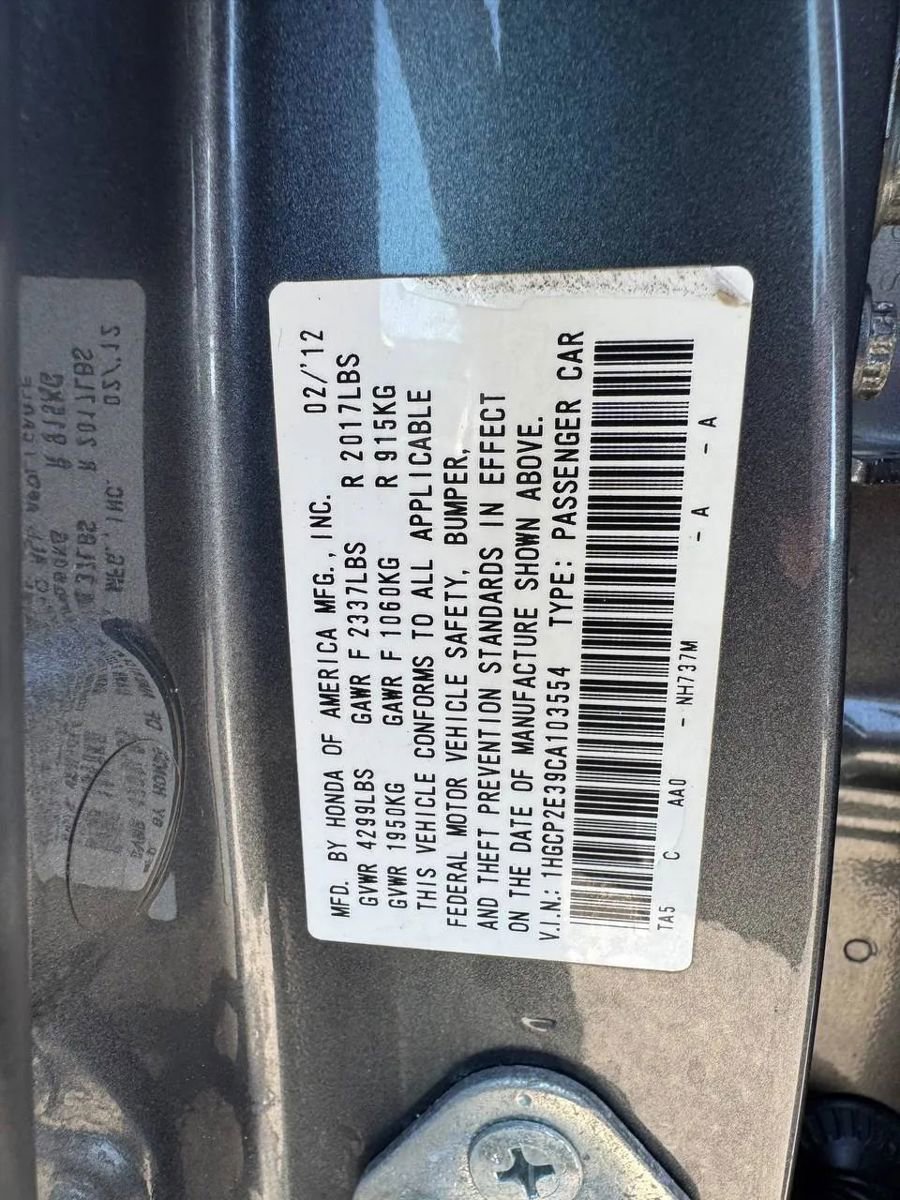 MFD. BY HONDA OF AMERICA MFG., INC. 02/'12
GVWR 4299LBS GAWR F 2337LBS R 2017LBS
GVWR 1950KG GAWR F 1060KG R 915KG
THIS VEHICLE CONFORMS TO ALL APPLICABLE
FEDERAL MOTOR VEHICLE SAFETY, BUMPER,
AND THEFT PREVENTION STANDARDS IN EFFECT
ON THE DATE OF MANUFACTURE SHOWN ABOVE.
V.I.N.: 1HGCP2E39CA103554 TYPE: PASSENGER CAR
TA5 C AA0 - NH737M - A - A